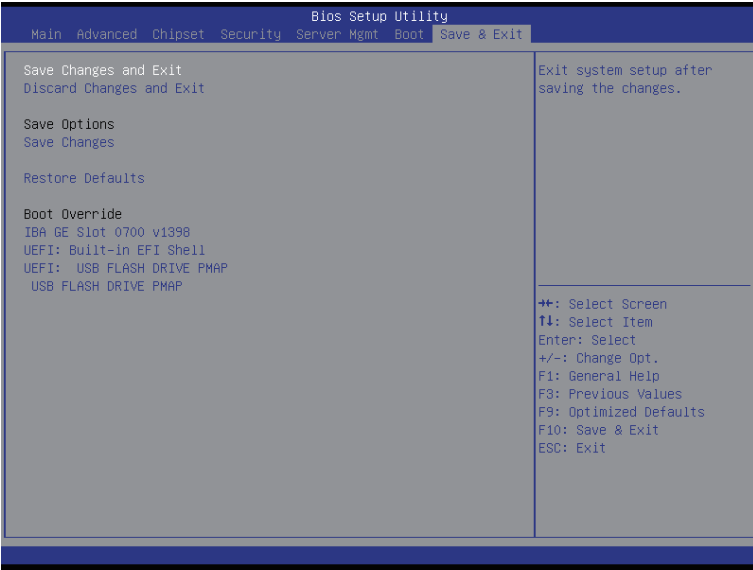 Bios Setup Utility
Main Advanced Chipset Security Server Mgmt Boot Save & Exit
Save Changes and Exit
Discard Changes and Exit
Save Options
Save Changes
Restore Defaults
Boot Override
IBA GE Slot 0700 v1398
UEFI: Built-in EFI Shell
UEFI: USB FLASH DRIVE PMAP
USB FLASH DRIVE PMAP
Exit system setup after
saving the changes.
→←: Select Screen
↑↓: Select Item
Enter: Select
+/-: Change Opt.
F1: General Help
F3: Previous Values
F9: Optimized Defaults
F10: Save & Exit
ESC: Exit